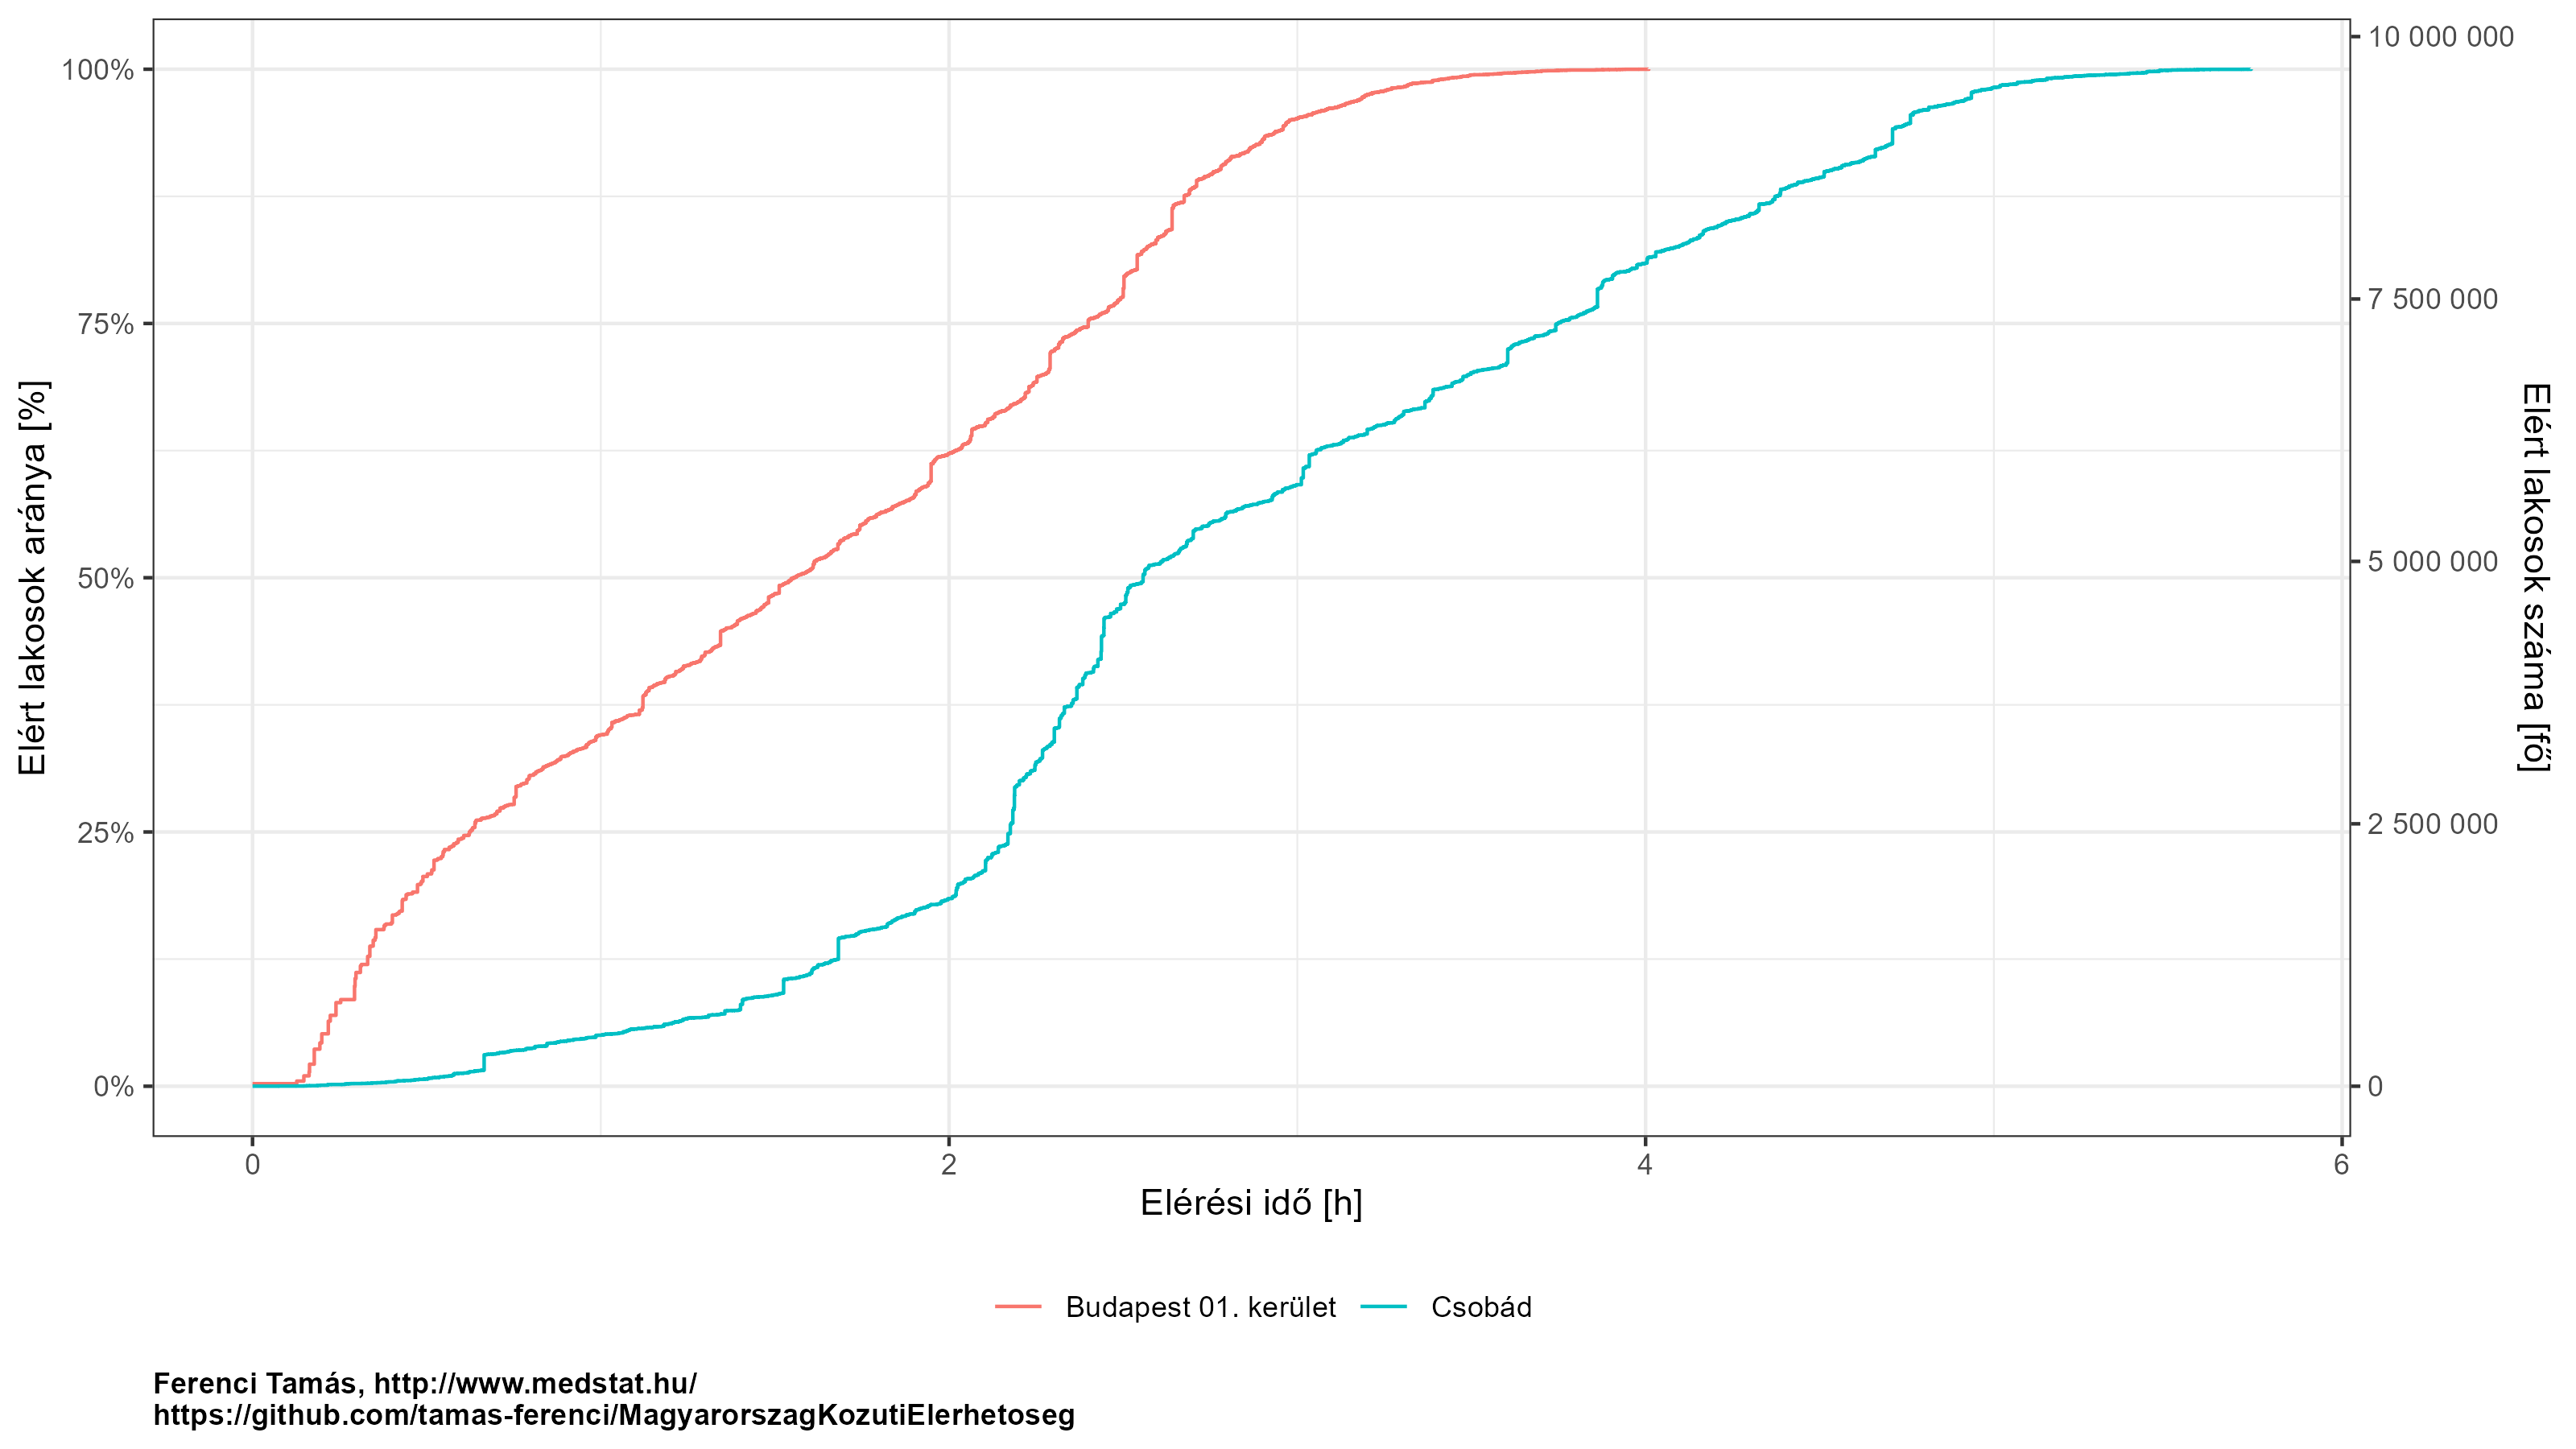 Elért lakosok aránya [%]
100%
75%
50%
25%
0%
10 000 000
7 500 000
5 000 000
2 500 000
0
Elért lakosok száma [fő]
0 2 4 6
Elérési idő [h]
Budapest 01. kerület Csobád
Ferenci Tamás, http://www.medstat.hu/
https://github.com/tamas-ferenci/MagyarorszagKozutiElerhetoseg